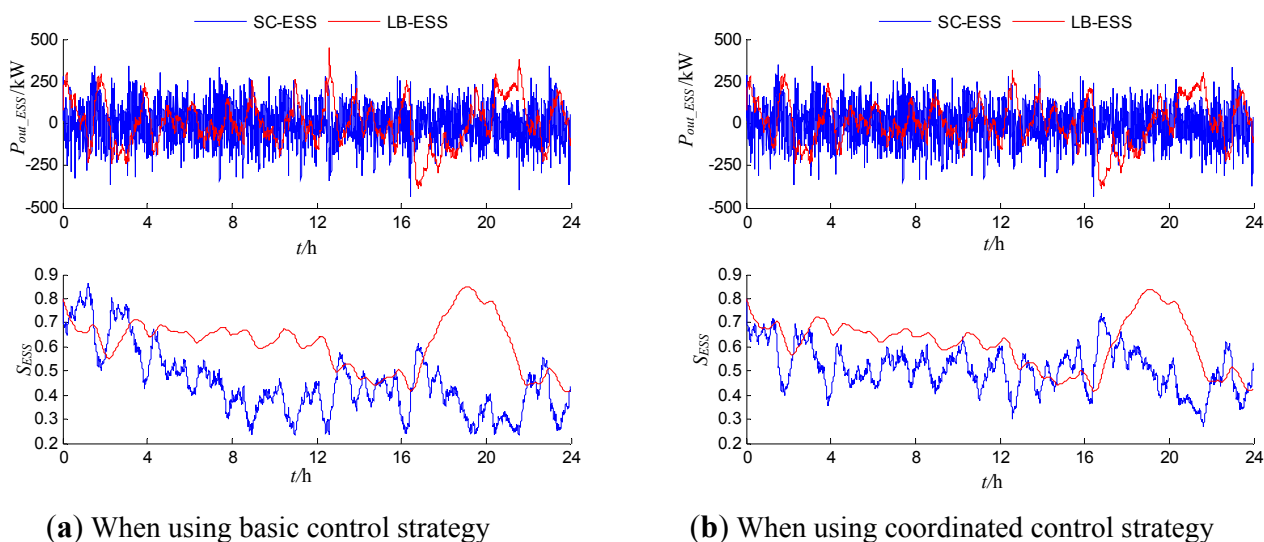 SC-ESS LB-ESS
P_out_ESS/kW
500
250
0
-250
-500
0 4 8 12 16 20 24
t/h
S_ESS
0.9
0.8
0.7
0.6
0.5
0.4
0.3
0.2
0 4 8 12 16 20 24
t/h
(a) When using basic control strategy
SC-ESS LB-ESS
P_out_ESS/kW
500
250
0
-250
-500
0 4 8 12 16 20 24
t/h
S_ESS
0.9
0.8
0.7
0.6
0.5
0.4
0.3
0.2
0 4 8 12 16 20 24
t/h
(b) When using coordinated control strategy